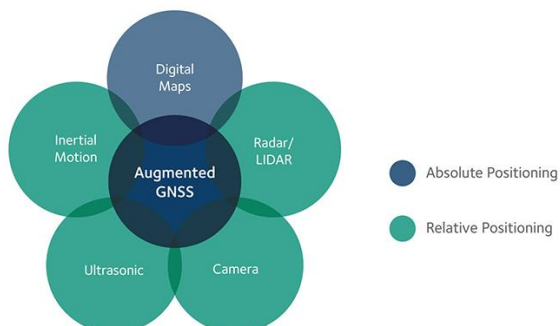 Digital
Maps
Inertial
Motion
Radar/
LIDAR
Augmented
GNSS
Ultrasonic
Camera
Absolute Positioning
Relative Positioning